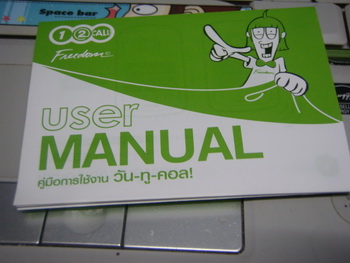 Space bar
1 2 CALL
Freedom
Freedom
user
MANUAL
คู่มือการใช้งาน วัน-ทู-คอล!